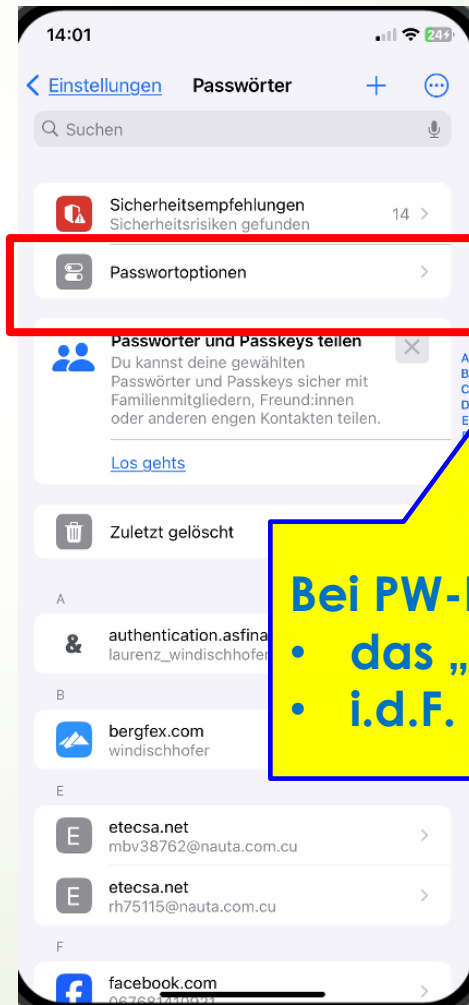 14:01
24
Einstellungen Passwörter
Suchen
Sicherheitsempfehlungen
Sicherheitsrisiken gefunden
14
Passwortoptionen
Passwörter und Passkeys teilen
Du kannst deine gewählten
Passwörter und Passkeys sicher mit
Familienmitgliedern, Freund:innen
oder anderen engen Kontakten teilen.
Los gehts
A
B
C
D
E
Zuletzt gelöscht
Bei PW-
• das „
• i.d.F.
A
&
authentication.asfina
laurenz_windischhofer
B
bergfex.com
windischhofer
E
E
etecsa.net
mbv38762@nauta.com.cu
E
etecsa.net
rh75115@nauta.com.cu
F
facebook.com